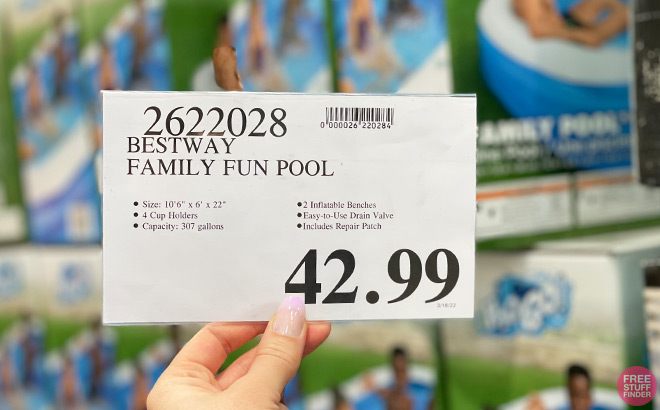 2622028
0 000026 220284
BESTWAY
FAMILY FUN POOL
● Size: 10'6" x 6' x 22"
● 4 Cup Holders
● Capacity: 307 gallons
● 2 Inflatable Benches
● Easy-to-Use Drain Valve
● Includes Repair Patch
42.99
FAMILY POOL
FREE
STUFF
FINDER